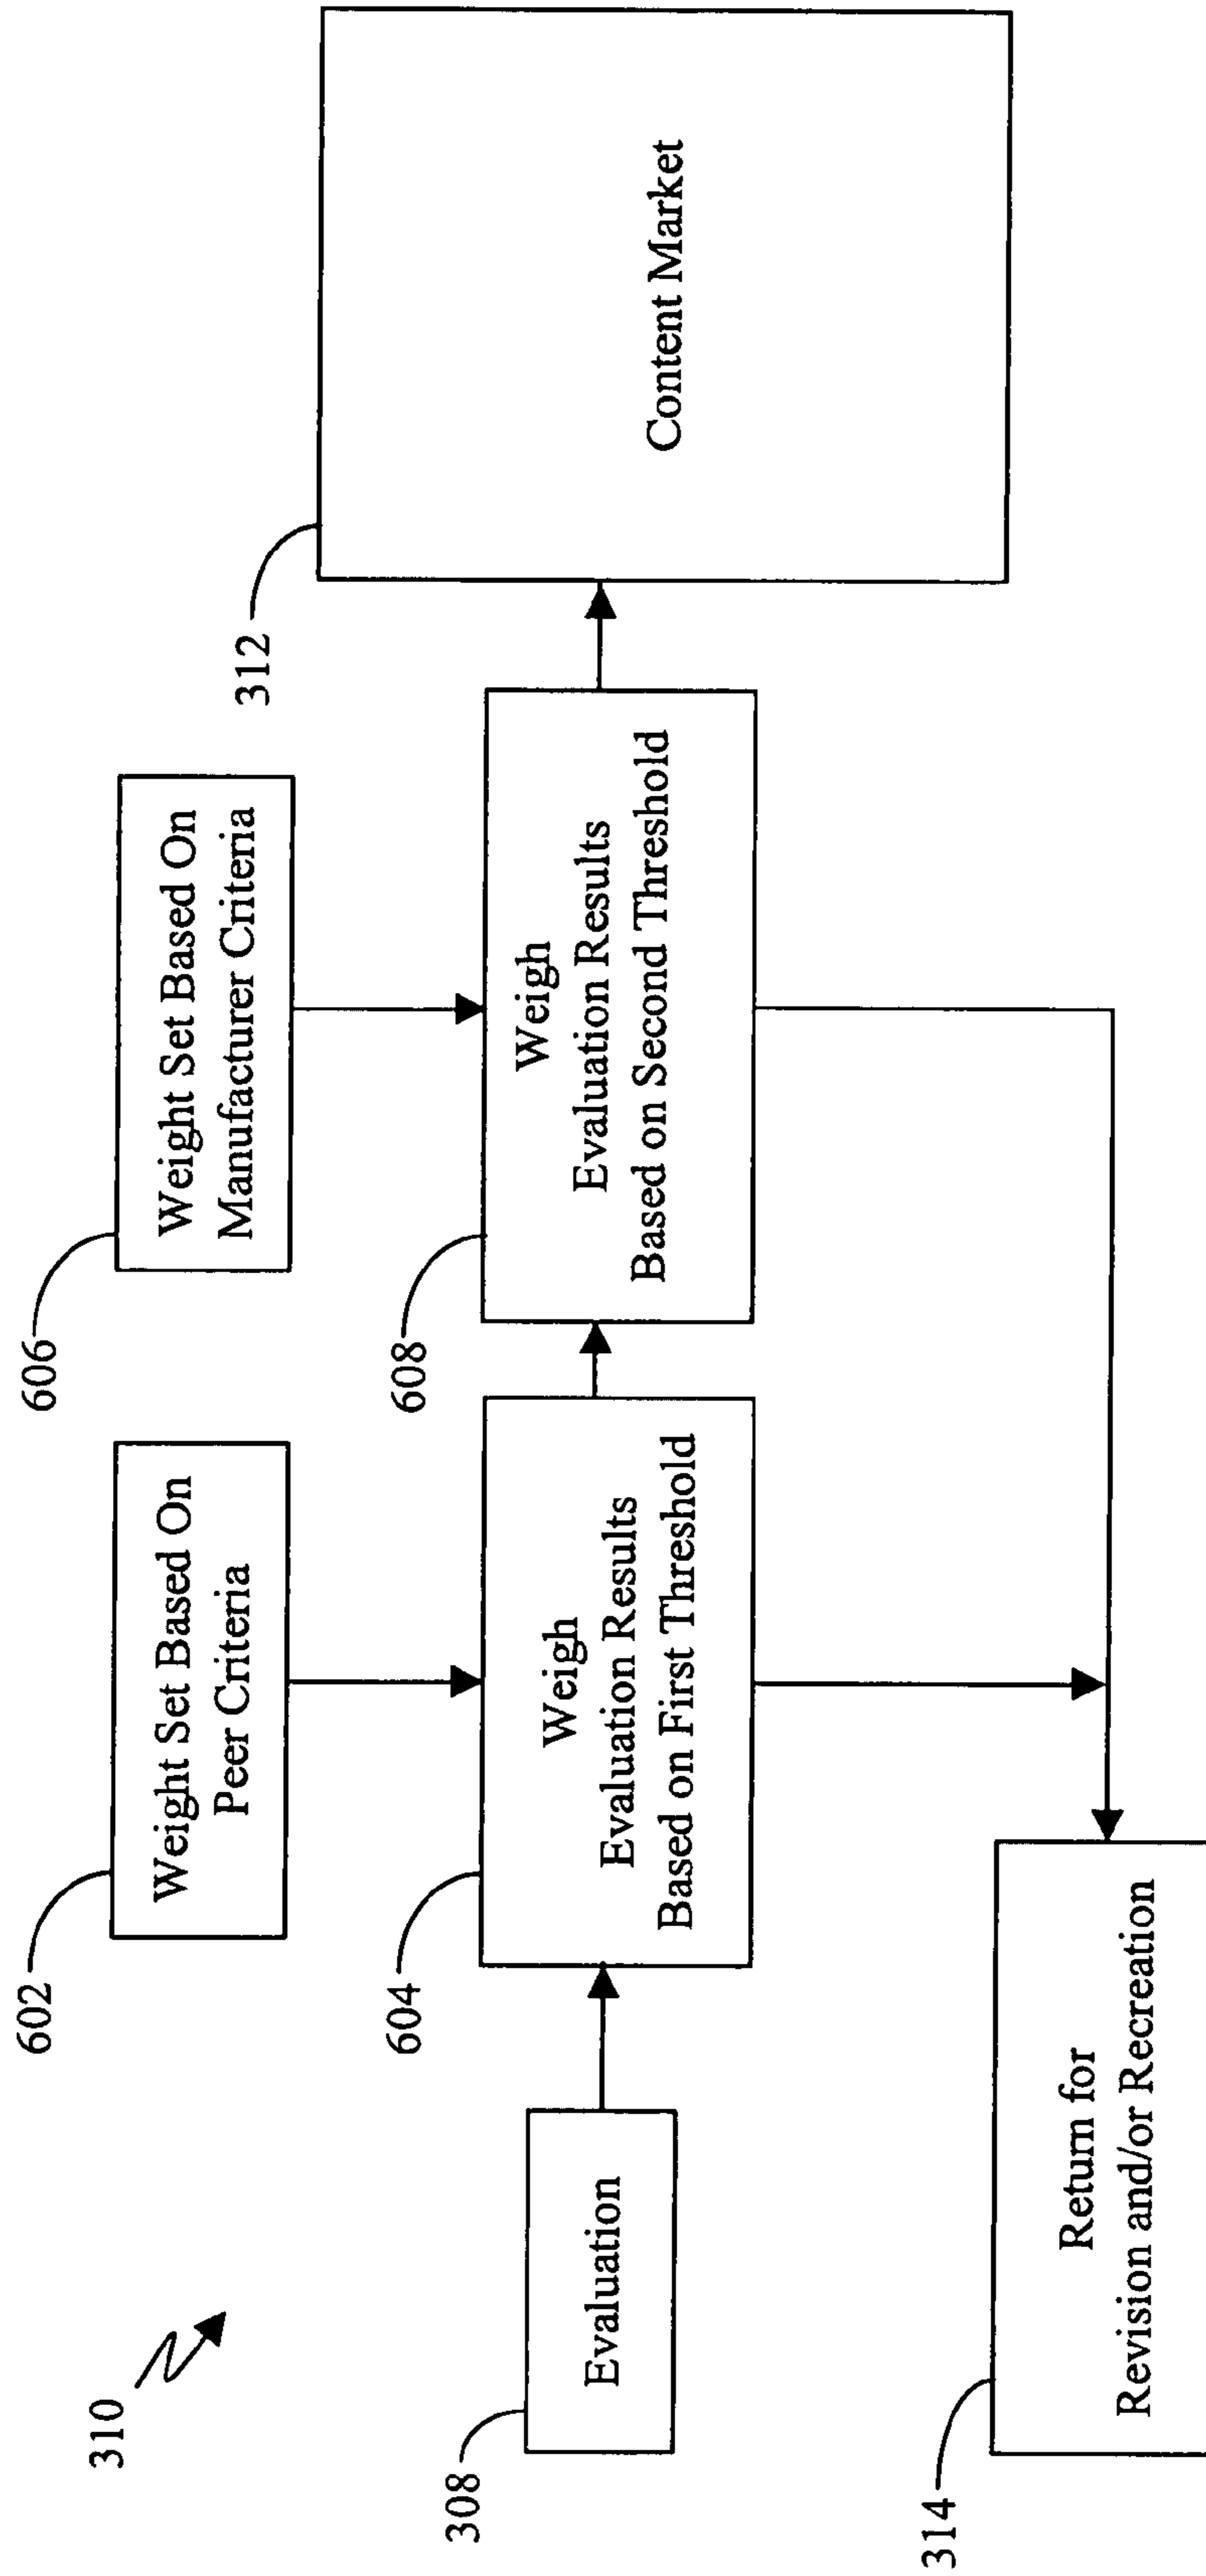 310
602
Weight Set Based On
Peer Criteria
606
Weight Set Based On
Manufacturer Criteria
308
Evaluation
604
Weigh
Evaluation Results
Based on First Threshold
608
Weigh
Evaluation Results
Based on Second Threshold
312
Content Market
314
Return for
Revision and/or Recreation